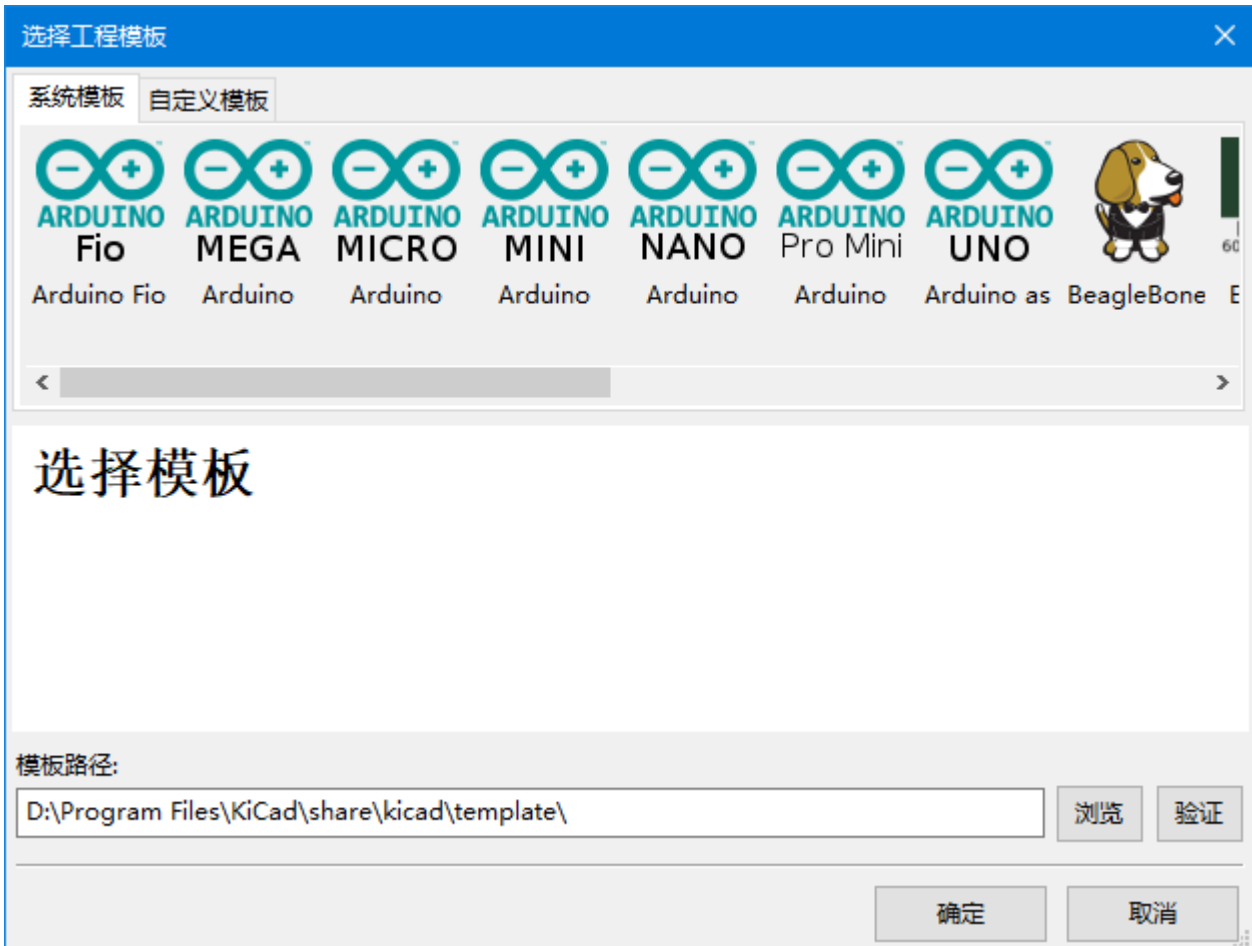 选择工程模板
系统模板 自定义模板
ARDUINO ARDUINO ARDUINO ARDUINO ARDUINO ARDUINO ARDUINO
Fio MEGA MICRO MINI NANO Pro Mini UNO
60
Arduino Fio Arduino Arduino Arduino Arduino Arduino Arduino as BeagleBone
选择模板
模板路径:
D:\Program Files\KiCad\share\kicad\template\
浏览 验证
确定 取消